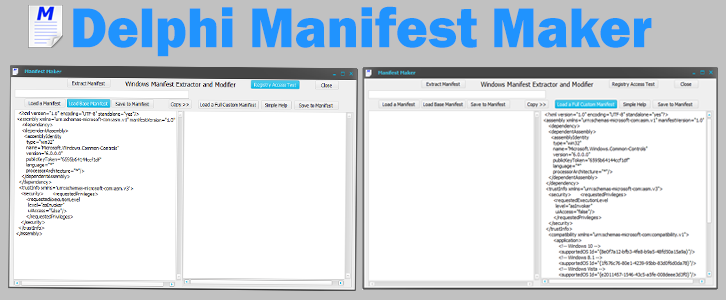 M Delphi Manifest Maker
Manifest Maker
Extract Manifest Windows Manifest Extractor and Modifier Registry Access Test Close
Load a Manifest Load Base Manifest Save to Manifest Copy >> Load a Full Custom Manifest Simple Help Save to Manifest
<?xml version="1.0" encoding="UTF-8" standalone="yes"?>
<assembly xmlns="urn:schemas-microsoft-com:asm.v1" manifestVersion="1.0"
<dependency>
<dependentAssembly>
<assemblyIdentity
type="win32"
name="Microsoft.Windows.Common-Controls"
version="6.0.0.0"
publicKeyToken="6595b64144ccf1df"
language="*"
processorArchitecture="*"/>
</dependentAssembly>
</dependency>
<trustInfo xmlns="urn:schemas-microsoft-com:asm.v3">
<security> <requestedPrivileges>
<requestedExecutionLevel
level="asInvoker"
uiAccess="false"/>
</requestedPrivileges>
</security>
</trustInfo>
</assembly>
Manifest Maker
Extract Manifest Windows Manifest Extractor and Modifier Registry Access Test Close
Load a Manifest Load Base Manifest Save to Manifest Copy >> Load a Full Custom Manifest Simple Help Save to Manifest
<?xml version="1.0" encoding="UTF-8" standalone="yes"?>
<assembly xmlns="urn:schemas-microsoft-com:asm.v1" manifestVersion="1.0"
<dependency>
<dependentAssembly>
<assemblyIdentity
type="win32"
name="Microsoft.Windows.Common-Controls"
version="6.0.0.0"
publicKeyToken="6595b64144ccf1df"
language="*"
processorArchitecture="*"/>
</dependentAssembly>
</dependency>
<trustInfo xmlns="urn:schemas-microsoft-com:asm.v3">
<security> <requestedPrivileges>
<requestedExecutionLevel
level="asInvoker"
uiAccess="false"/>
</requestedPrivileges>
</security>
</trustInfo>
<compatibility xmlns="urn:schemas-microsoft-com:compatibility.v1">
<application>
<!-- Windows 10 -->
<supportedOS Id="{8e0f7a12-bfb3-4fe8-b9a5-48fd50a15a9a}"/>
<!-- Windows 8.1 -->
<supportedOS Id="{1f676c76-80e1-4239-95bb-83d0f6d0da78}"/>
<!-- Windows Vista -->
<supportedOS Id="{e2011457-1546-43c5-a5fe-008deee3d3f0}"/>